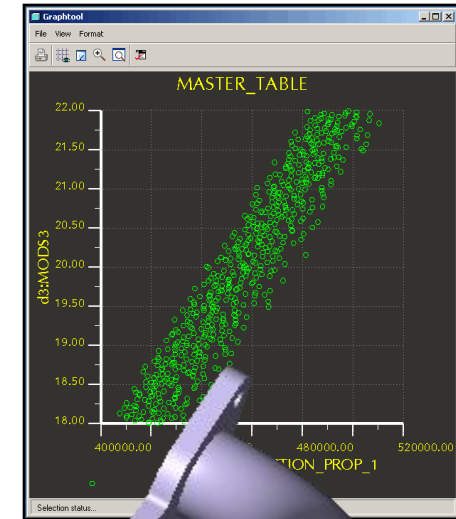 Graphtool
File View Format
MASTER_TABLE
22.00
21.50
21.00
20.50
20.00
19.50
19.00
18.50
18.00
d3:MODS3
400000.00 480000.00 520000.00
TION_PROP_1
Selection status...